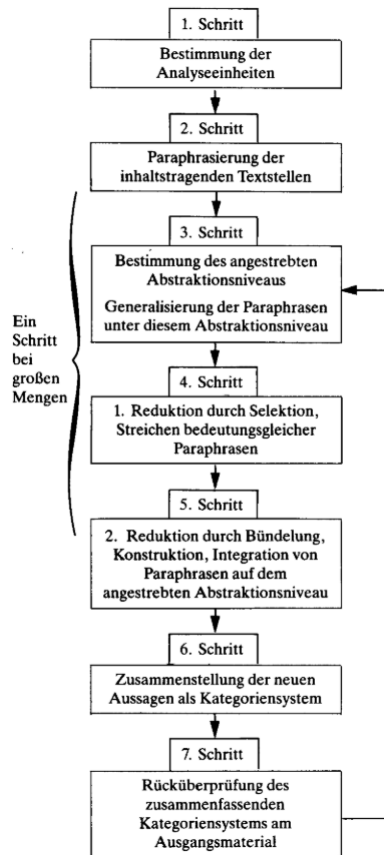 1. Schritt
Bestimmung der
Analyseeinheiten
2. Schritt
Paraphrasierung der
inhaltstragenden Textstellen
3. Schritt
Bestimmung des angestrebten
Abstraktionsniveaus
Generalisierung der Paraphrasen
unter diesem Abstraktionsniveau
Ein
Schritt
bei
großen
Mengen
4. Schritt
1. Reduktion durch Selektion,
Streichen bedeutungsgleicher
Paraphrasen
5. Schritt
2. Reduktion durch Bündelung,
Konstruktion, Integration von
Paraphrasen auf dem
angestrebten Abstraktionsniveau
6. Schritt
Zusammenstellung der neuen
Aussagen als Kategoriensystem
7. Schritt
Rücküberprüfung des
zusammenfassenden
Kategoriensystems am
Ausgangsmaterial